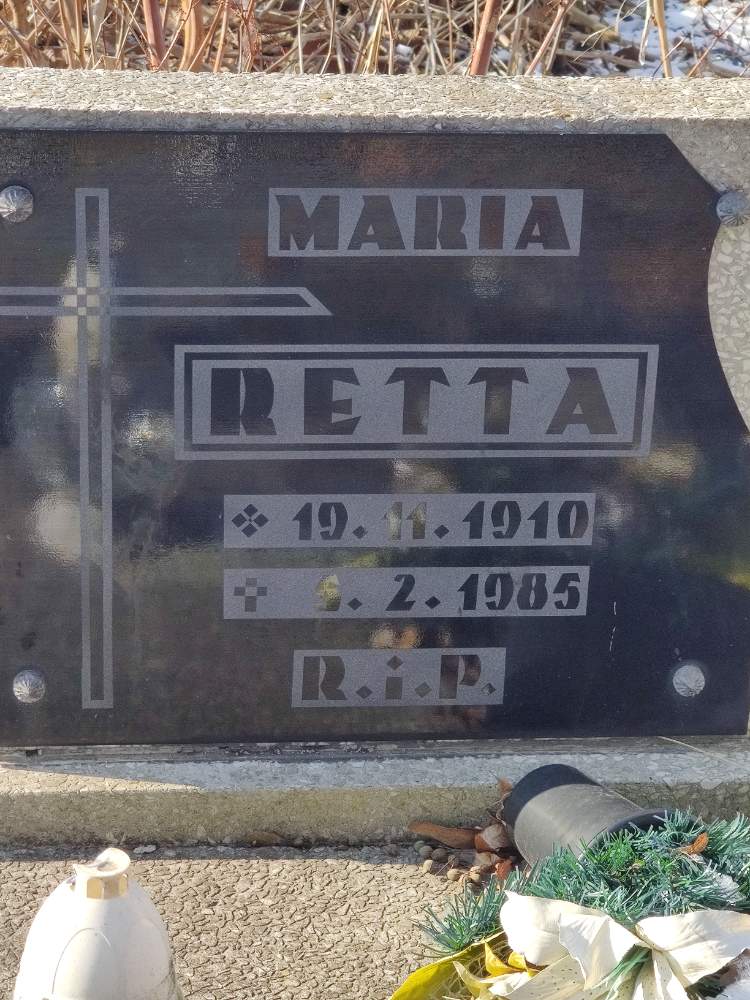 MARIA
RETTA
❖ 19. 11. 1910
✝ 2. 1985
R.i.P.